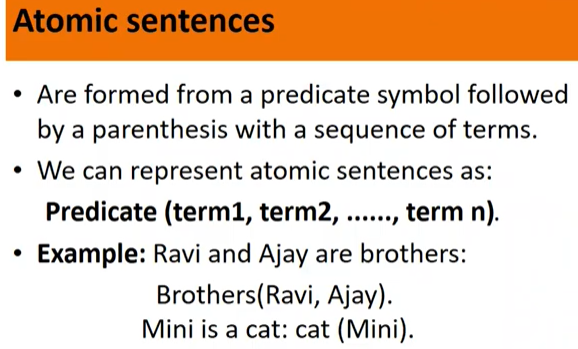 Atomic sentences
• Are formed from a predicate symbol followed
by a parenthesis with a sequence of terms.
• We can represent atomic sentences as:
Predicate (term1, term2, ......, term n).
• Example: Ravi and Ajay are brothers:
Brothers(Ravi, Ajay).
Mini is a cat: cat (Mini).